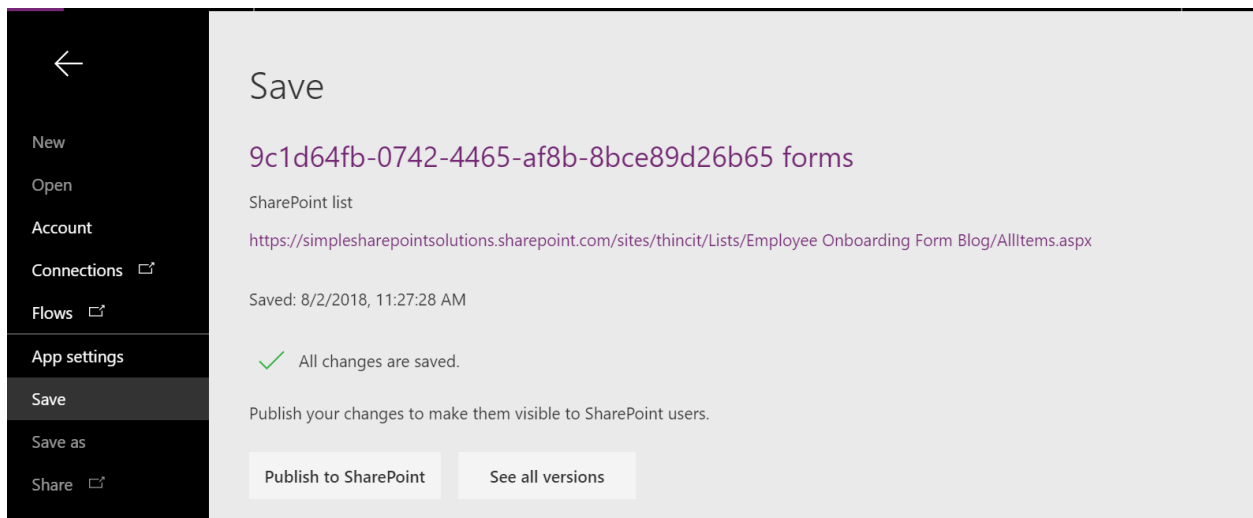 Save
9c1d64fb-0742-4465-af8b-8bce89d26b65 forms
New
Open
SharePoint list
Account
https://simplesharepointsolutions.sharepoint.com/sites/thincit/Lists/Employee Onboarding Form Blog/AllItems.aspx
Connections
Flows
Saved: 8/2/2018, 11:27:28 AM
App settings
All changes are saved.
Save
Publish your changes to make them visible to SharePoint users.
Save as
Share
Publish to SharePoint
See all versions